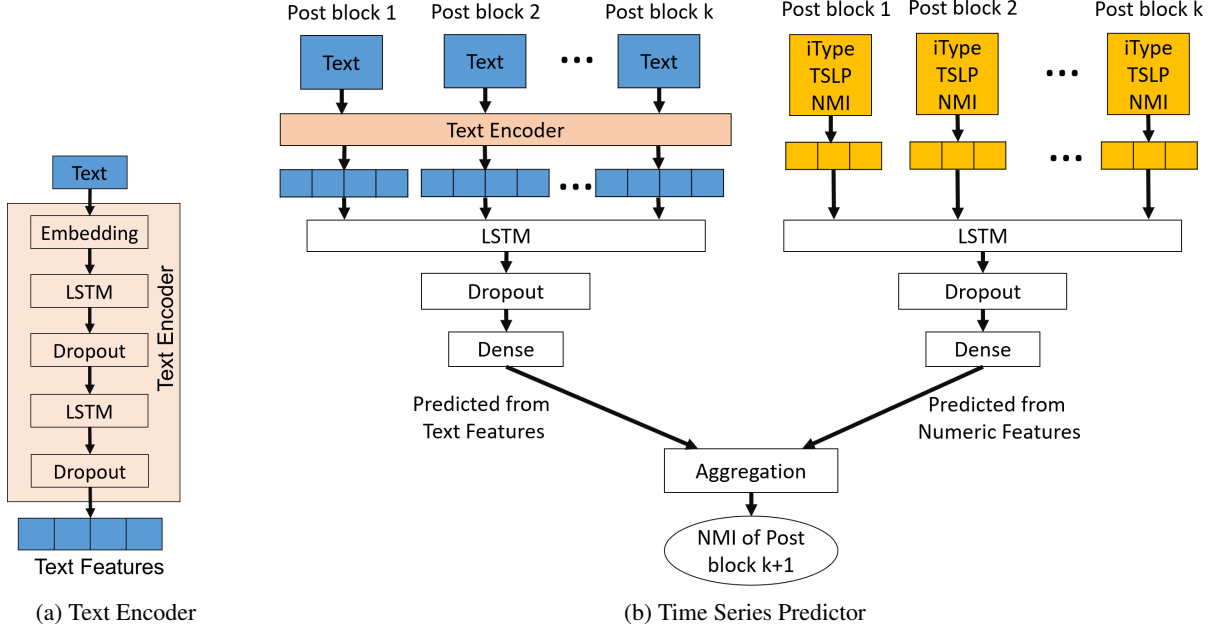 Text
Embedding
LSTM
Dropout
LSTM
Dropout
Text Encoder
Text Features
(a) Text Encoder
Post block 1
Post block 2
Post block k
Text
Text
Text
Text Encoder
LSTM
Dropout
Dense
Predicted from
Text Features
Post block 1
Post block 2
Post block k
iType
TSLP
NMI
iType
TSLP
NMI
iType
TSLP
NMI
LSTM
Dropout
Dense
Predicted from
Numeric Features
Aggregation
NMI of Post
block k+1
(b) Time Series Predictor